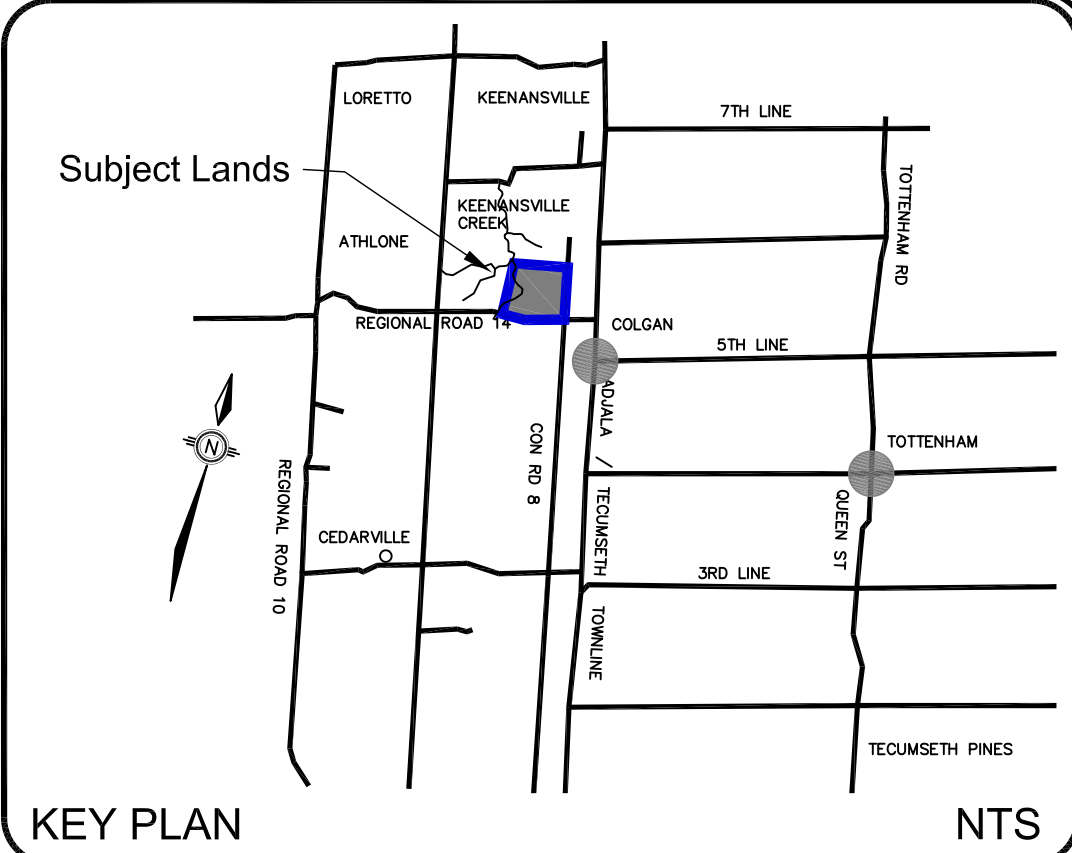 LORETTO
KEENANSVILLE
7TH LINE
Subject Lands
TOTTENHAM RD
KEENANSVILLE
CREEK
ATHLONE
REGIONAL ROAD 14
COLGAN
5TH LINE
ADJALA /
CON RD 8
TOTTENHAM
N
REGIONAL ROAD 10
TECUMSETH
QUEEN ST
CEDARVILLE
3RD LINE
TOWNLINE
TECUMSETH PINES
KEY PLAN
NTS